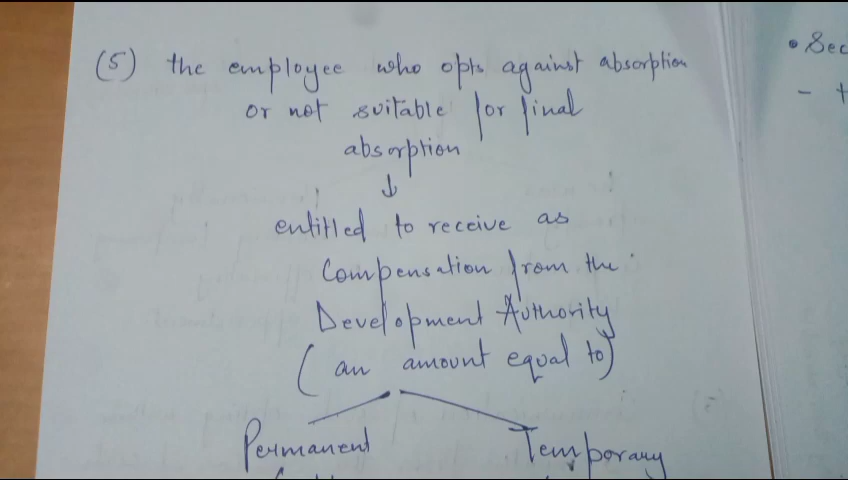 (5) the employee who opts against absorption
or not suitable for final
absorption
↓
entitled to receive as
Compensation from the
Development Authority
(an amount equal to)
Permanent Temporary
• Sec
- t